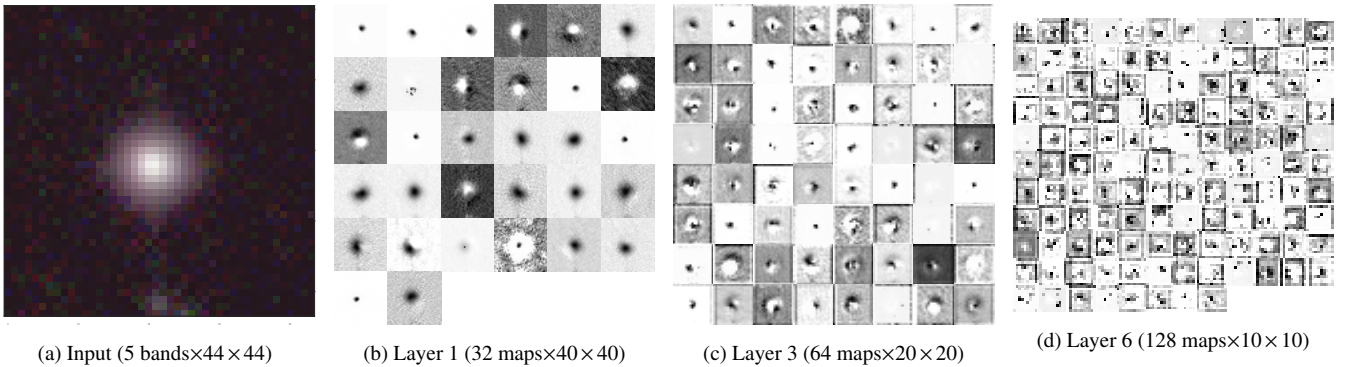 (a) Input (5 bands×44 × 44)
(b) Layer 1 (32 maps×40 × 40)
(c) Layer 3 (64 maps×20 × 20)
(d) Layer 6 (128 maps×10 × 10)